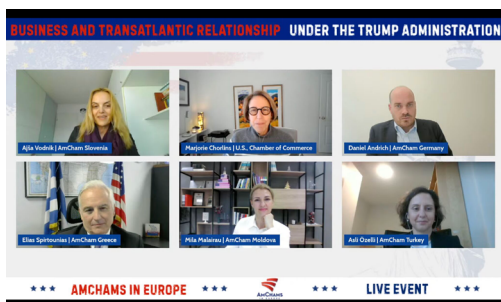 BUSINESS AND TRANSATLANTIC RELATIONSHIP UNDER THE TRUMP ADMINISTRATION
Ajša Vodnik | AmCham Slovenia
Marjorie Chorlins | U.S., Chamber of Commerce
Daniel Andrich | AmCham Germany
Elias Spirtounias | AmCham Greece
Mila Malairau | AmCham Moldova
Asli Özelli | AmCham Turkey
★★★ AMCHAMS IN EUROPE ★★★ AMCHAMS ★★★ LIVE EVENT ★★★